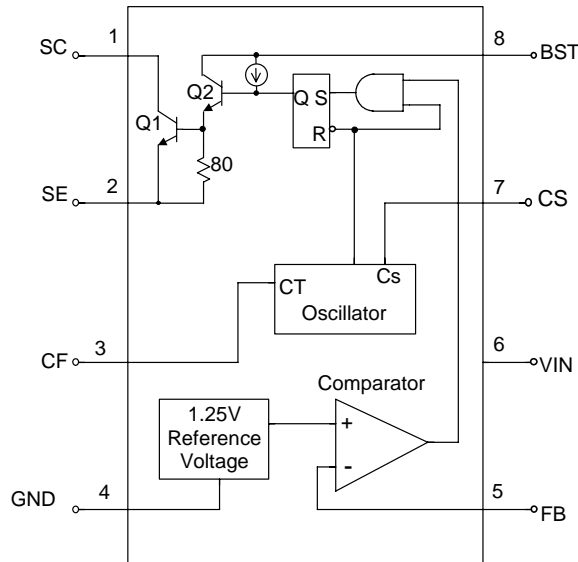 SC 1
8 BST
Q2
Q S
Q1
R
80
SE 2
7 CS
CT
Cs
Oscillator
CF 3
6 VIN
Comparator
1.25V
Reference
Voltage
+
-
GND 4
5 FB